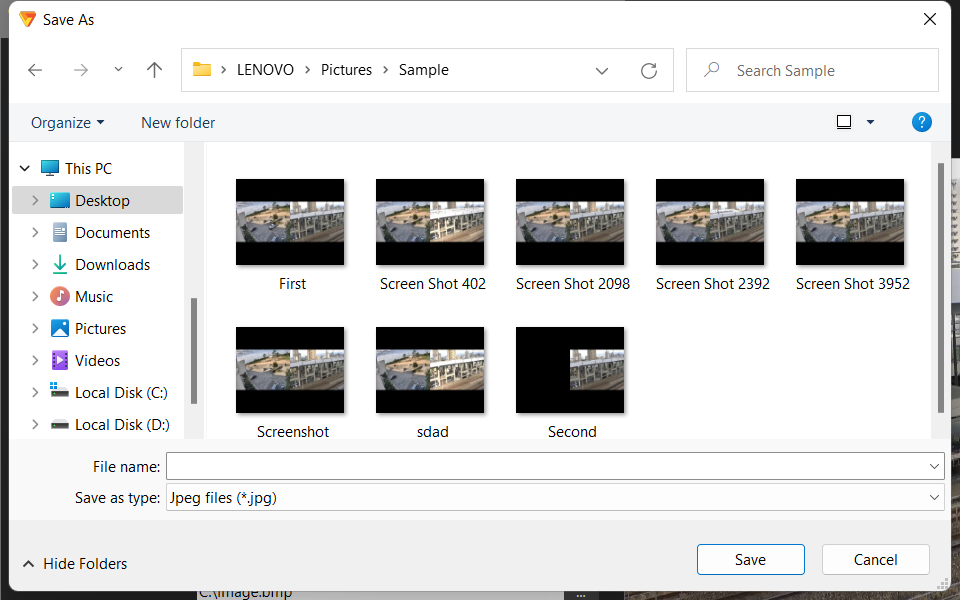 Save As
LENOVO Pictures Sample
Search Sample
Organize
New folder
?
This PC
Desktop
Documents
Downloads
Music
Pictures
Videos
Local Disk (C:)
Local Disk (D:)
First
Screen Shot 402
Screen Shot 2098
Screen Shot 2392
Screen Shot 3952
Screenshot
sdad
Second
File name:
Save as type: Jpeg files (*.jpg)
Hide Folders
Save
Cancel
C:\image.bmp
...